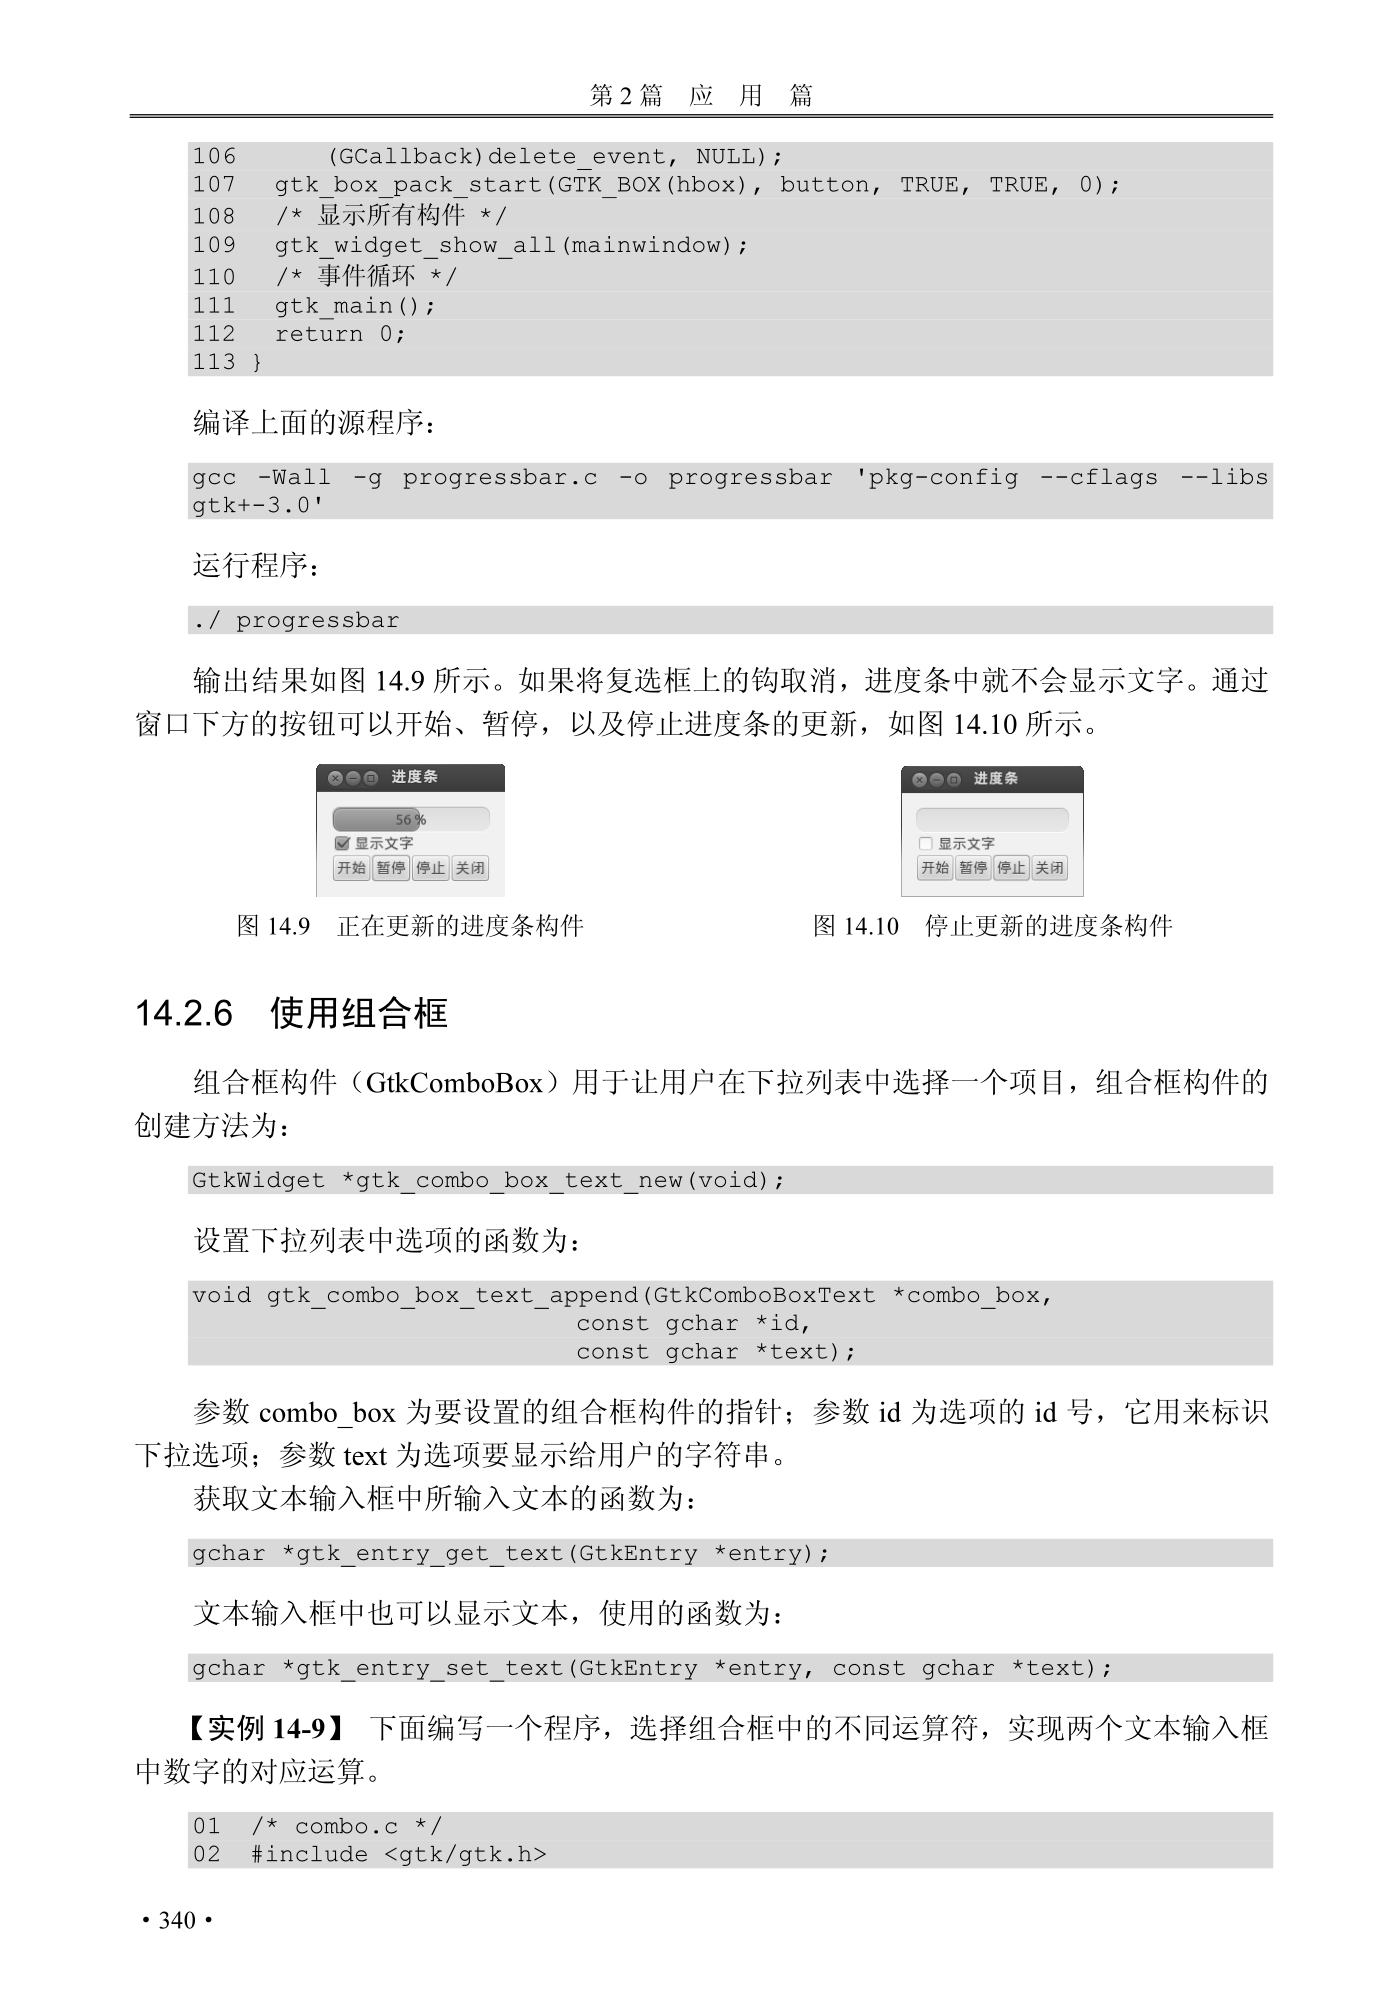 第 2 篇　应　用　篇
106      (GCallback)delete_event, NULL);
107   gtk_box_pack_start(GTK_BOX(hbox), button, TRUE, TRUE, 0);
108   /* 显示所有构件 */
109   gtk_widget_show_all(mainwindow);
110   /* 事件循环 */
111   gtk_main();
112   return 0;
113 }
编译上面的源程序：
gcc -Wall -g progressbar.c -o progressbar 'pkg-config --cflags --libs
gtk+-3.0'
运行程序：
./ progressbar
输出结果如图 14.9 所示。如果将复选框上的钩取消，进度条中就不会显示文字。通过
窗口下方的按钮可以开始、暂停，以及停止进度条的更新，如图 14.10 所示。
进度条
56 %
显示文字
开始 暂停 停止 关闭
进度条
显示文字
开始 暂停 停止 关闭
图 14.9　正在更新的进度条构件
图 14.10　停止更新的进度条构件
14.2.6　使用组合框
组合框构件（GtkComboBox）用于让用户在下拉列表中选择一个项目，组合框构件的
创建方法为：
GtkWidget *gtk_combo_box_text_new(void);
设置下拉列表中选项的函数为：
void gtk_combo_box_text_append(GtkComboBoxText *combo_box,
const gchar *id,
const gchar *text);
参数 combo_box 为要设置的组合框构件的指针；参数 id 为选项的 id 号，它用来标识
下拉选项；参数 text 为选项要显示给用户的字符串。
获取文本输入框中所输入文本的函数为：
gchar *gtk_entry_get_text(GtkEntry *entry);
文本输入框中也可以显示文本，使用的函数为：
gchar *gtk_entry_set_text(GtkEntry *entry, const gchar *text);
【实例 14-9】 下面编写一个程序，选择组合框中的不同运算符，实现两个文本输入框
中数字的对应运算。
01  /* combo.c */
02  #include <gtk/gtk.h>
• 340 •